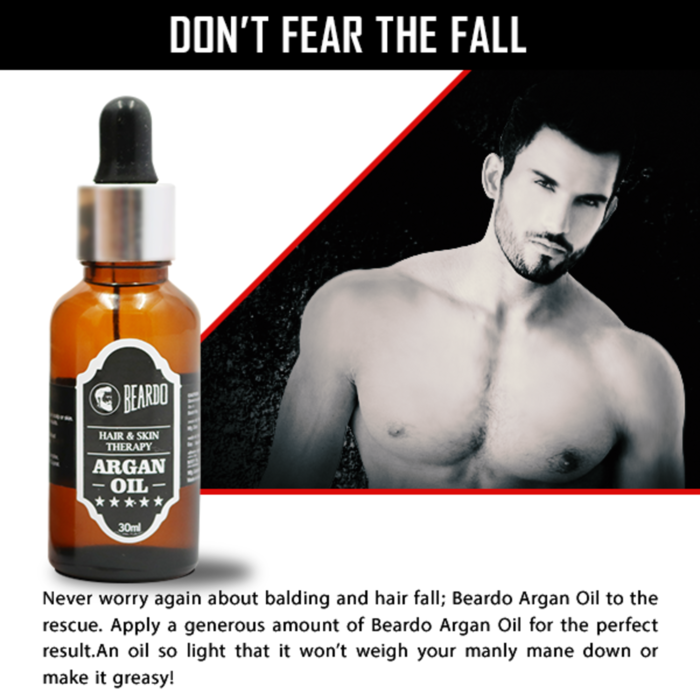 DON'T FEAR THE FALL
BEARDO
HAIR & SKIN
THERAPY
ARGAN
OIL
30ml
Never worry again about balding and hair fall; Beardo Argan Oil to the
rescue. Apply a generous amount of Beardo Argan Oil for the perfect
result.An oil so light that it won't weigh your manly mane down or
make it greasy!